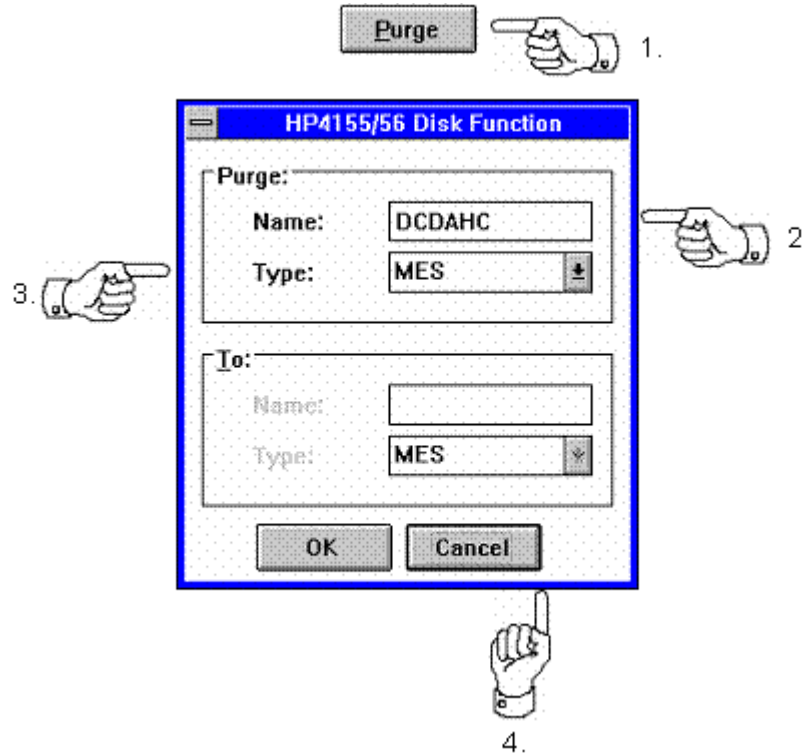 Purge
1.
HP4155/56 Disk Function
Purge:
Name: DCDAHC
2
Type: MES
3.
To:
Name:
Type: MES
OK Cancel
4.